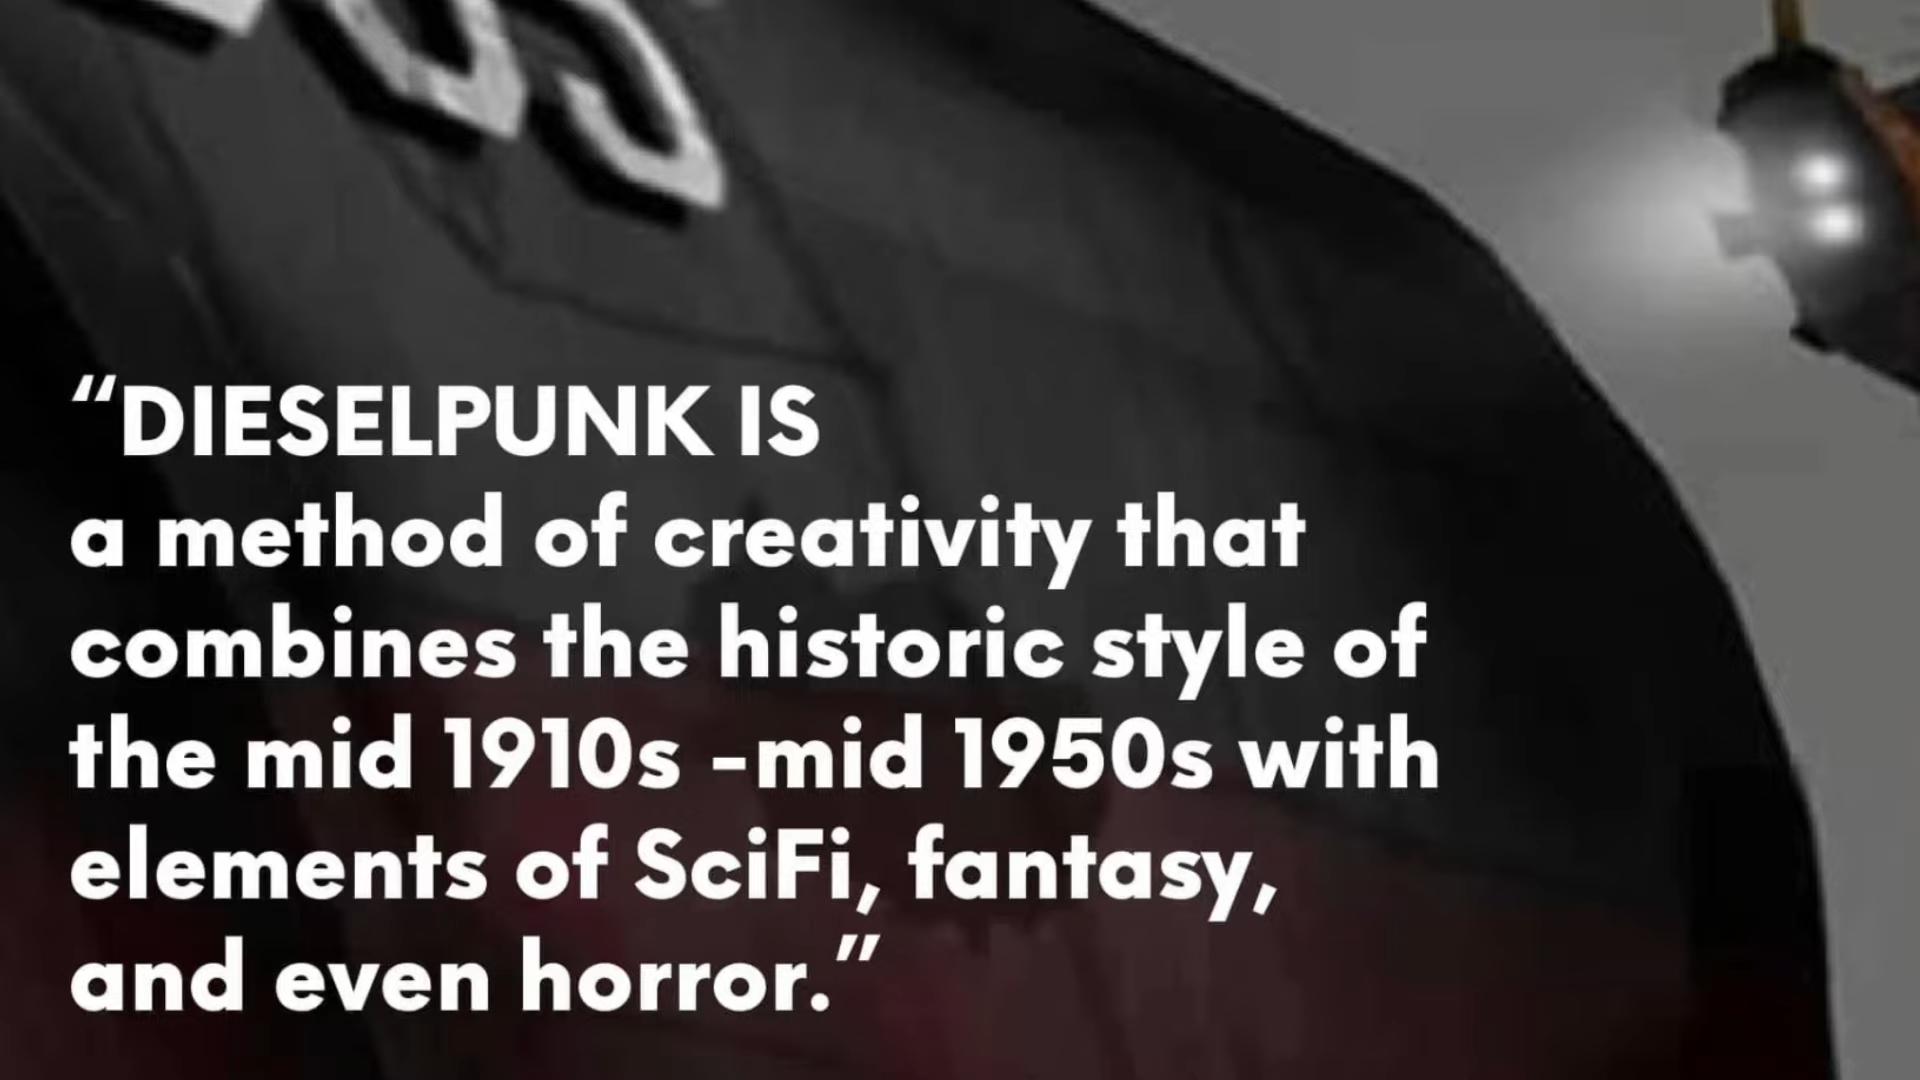 “DIESELPUNK IS
a method of creativity that
combines the historic style of
the mid 1910s -mid 1950s with
elements of SciFi, fantasy,
and even horror.”